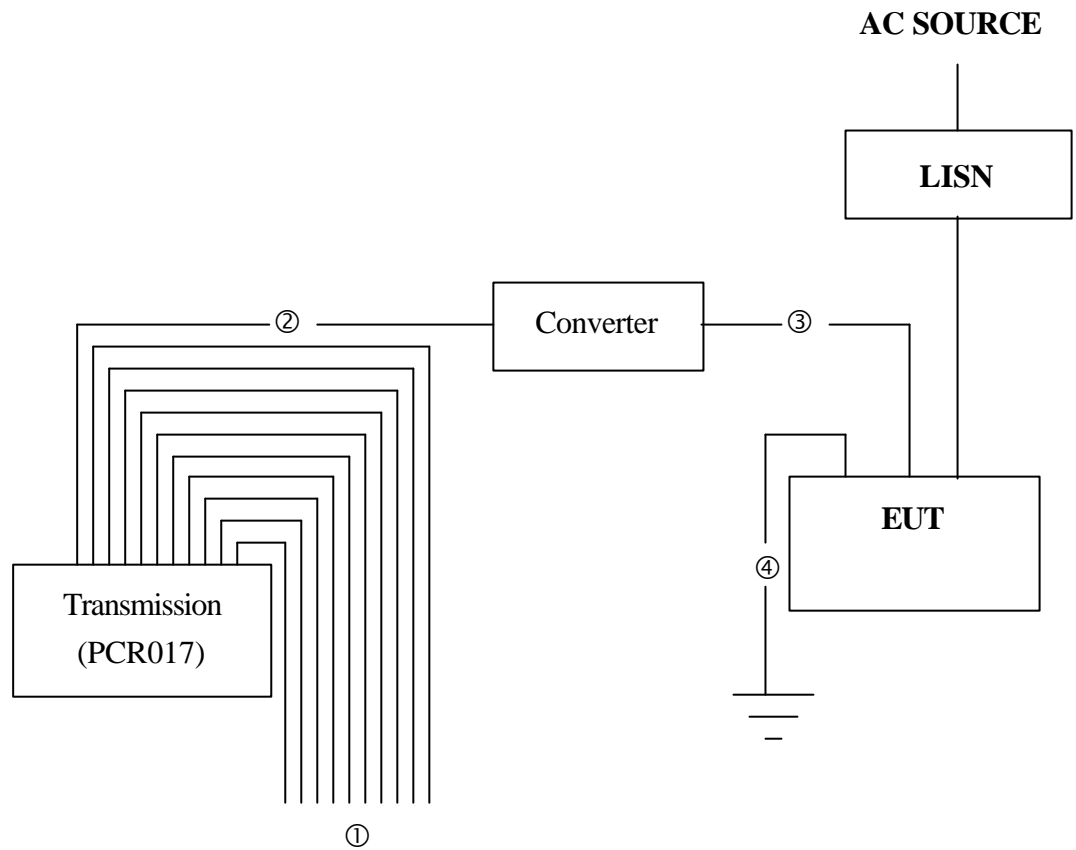 AC SOURCE
LISN
②
Converter
③
EUT
④
Transmission
(PCR017)
①